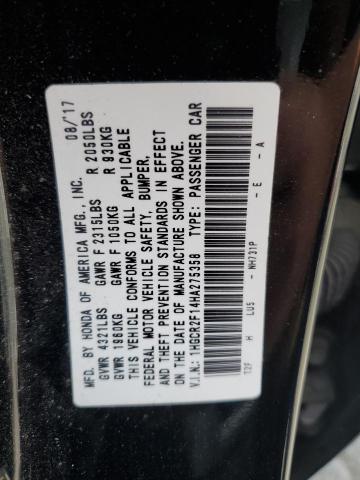 MFD. BY HONDA OF AMERICA MFG., INC. 08/'17
GVWR 4321LBS GAWR F 2315LBS R 2050LBS
GVWR 1960KG GAWR F 1050KG R 930KG
THIS VEHICLE CONFORMS TO ALL APPLICABLE
FEDERAL MOTOR VEHICLE SAFETY, BUMPER,
AND THEFT PREVENTION STANDARDS IN EFFECT
ON THE DATE OF MANUFACTURE SHOWN ABOVE.
V.I.N.: 1HGCR2F14HA275358 TYPE: PASSENGER CAR
T2F H LU5 - NH731P - E - A